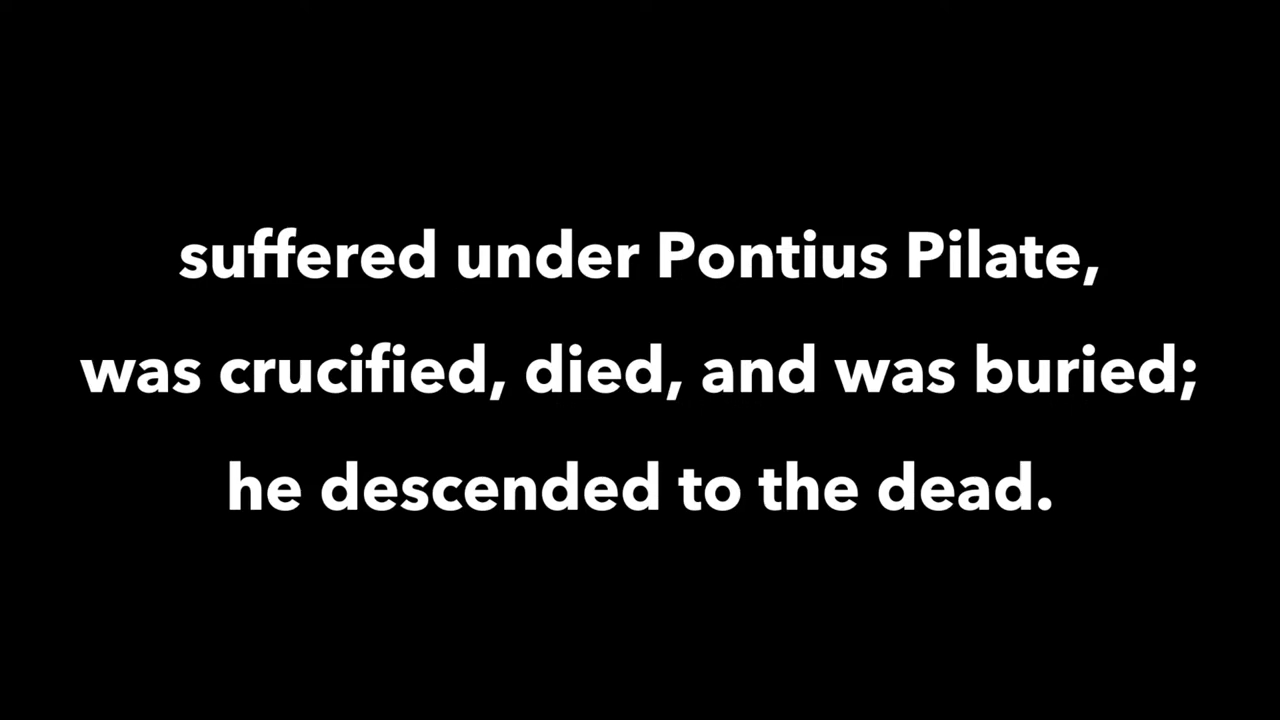 suffered under Pontius Pilate,
was crucified, died, and was buried;
he descended to the dead.